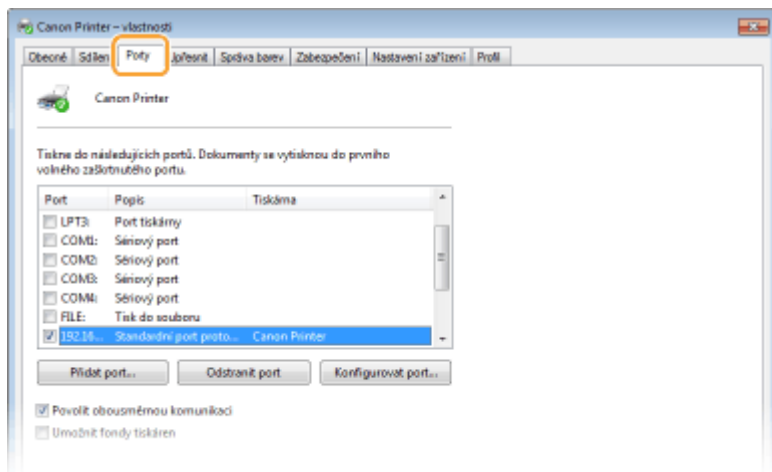 Canon Printer – vlastnosti
Obecné Sdílen Porty Upřesnit Správa barev Zabezpečení Nastavení zařízení Profil
Canon Printer
Tiskne do následujících portů. Dokumenty se vytisknou do prvního
volného zaškrtnutého portu.
Port Popis Tiskárna
LPT3: Port tiskárny
COM1: Sériový port
COM2: Sériový port
COM3: Sériový port
COM4: Sériový port
FILE: Tisk do souboru
192.16... Standardní port proto... Canon Printer
Přidat port... Odstranit port Konfigurovat port...
Povolit obousměrnou komunikaci
Umožnit fondy tiskáren